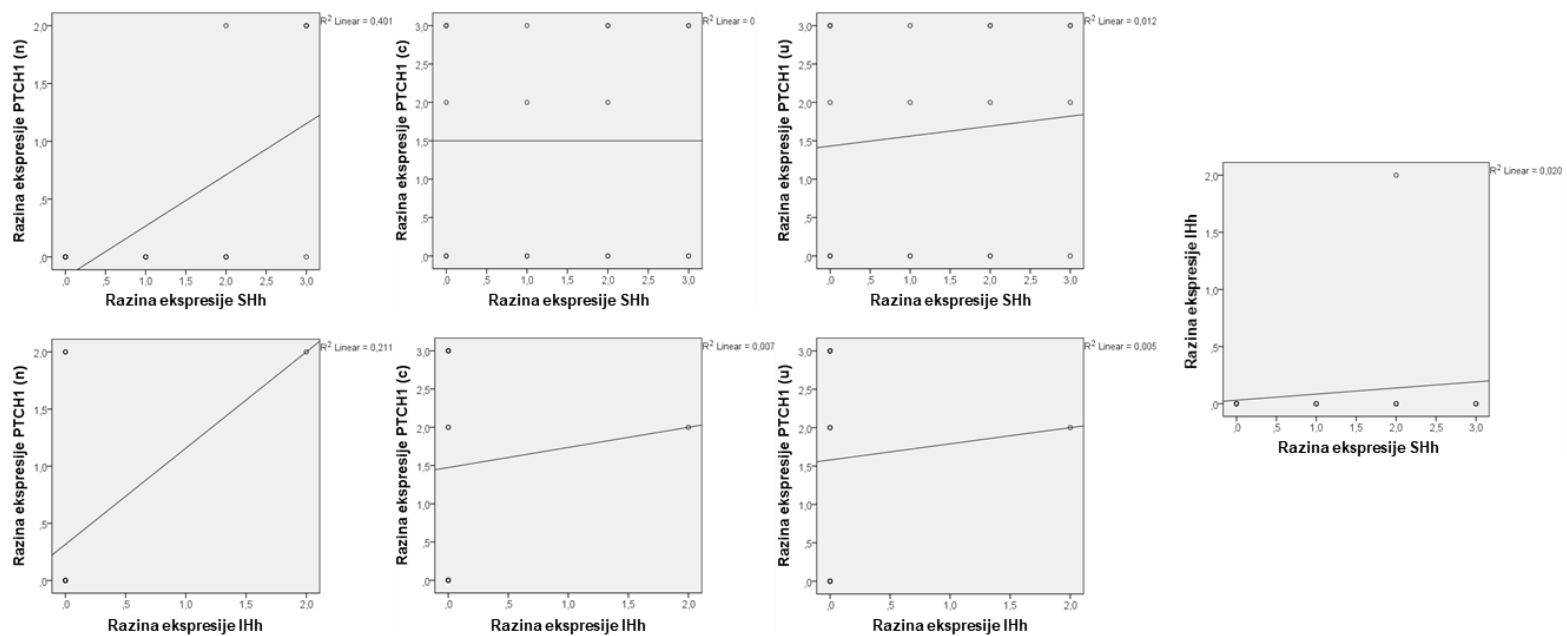 R² Linear = 0,401
Razina ekspresije PTCH1 (n)
2,0
1,5
1,0
,5
,0
,0 ,5 1,0 1,5 2,0 2,5 3,0
Razina ekspresije SHh
R² Linear = 0
Razina ekspresije PTCH1 (c)
3,0
2,5
2,0
1,5
1,0
,5
,0
,0 ,5 1,0 1,5 2,0 2,5 3,0
Razina ekspresije SHh
R² Linear = 0,012
Razina ekspresije PTCH1 (u)
3,0
2,5
2,0
1,5
1,0
,5
,0
,0 ,5 1,0 1,5 2,0 2,5 3,0
Razina ekspresije SHh
R² Linear = 0,020
Razina ekspresije IHh
2,0
1,5
1,0
,5
,0
,0 ,5 1,0 1,5 2,0 2,5 3,0
Razina ekspresije SHh
R² Linear = 0,211
Razina ekspresije PTCH1 (n)
2,0
1,5
1,0
,5
,0
,0 ,5 1,0 1,5 2,0
Razina ekspresije IHh
R² Linear = 0,007
Razina ekspresije PTCH1 (c)
3,0
2,5
2,0
1,5
1,0
,5
,0
,0 ,5 1,0 1,5 2,0
Razina ekspresije IHh
R² Linear = 0,005
Razina ekspresije PTCH1 (u)
3,0
2,5
2,0
1,5
1,0
,5
,0
,0 ,5 1,0 1,5 2,0
Razina ekspresije IHh